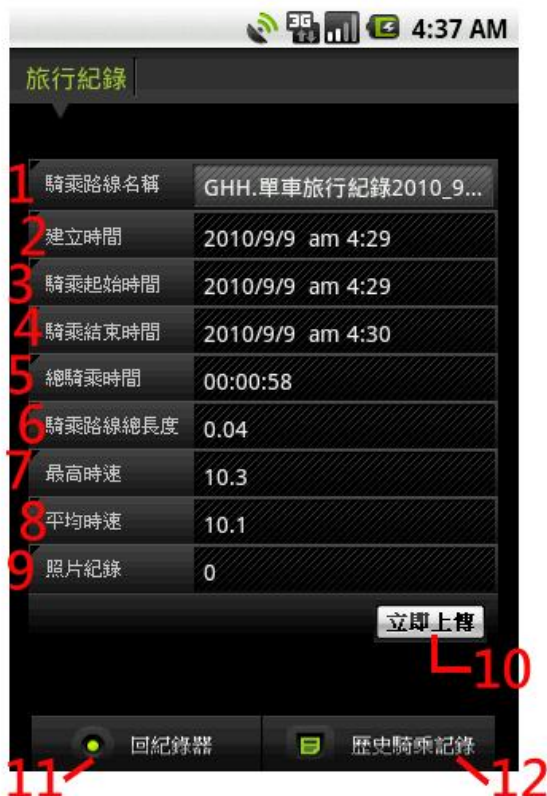 3G 4:37 AM
旅行紀錄
1 騎乘路線名稱 GHH.單車旅行紀錄2010_9...
2 建立時間 2010/9/9 am 4:29
3 騎乘起始時間 2010/9/9 am 4:29
4 騎乘結束時間 2010/9/9 am 4:30
5 總騎乘時間 00:00:58
6 騎乘路線總長度 0.04
7 最高時速 10.3
8 平均時速 10.1
9 照片紀錄 0
立即上傳
10
回紀錄器 歷史騎乘記錄
11 12